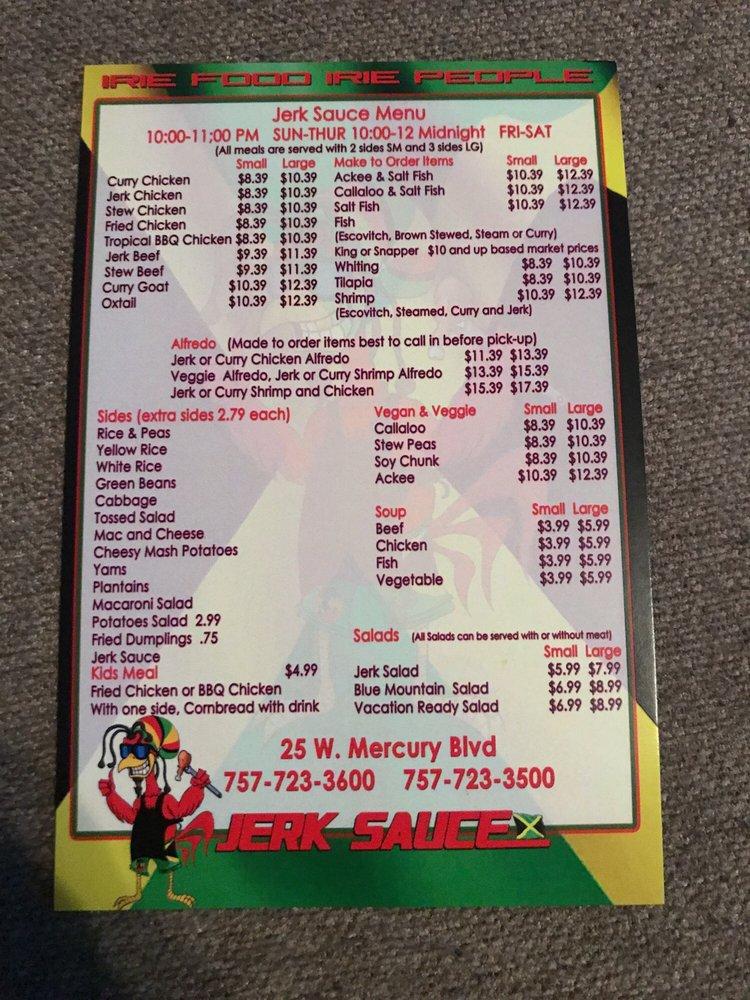 IRIE FOOD IRIE PEOPLE
Jerk Sauce Menu
10:00-11;00 PM SUN-THUR 10:00-12 Midnight FRI-SAT
(All meals are served with 2 sides SM and 3 sides LG)
Small Large
Curry Chicken $8.39 $10.39
Jerk Chicken $8.39 $10.39
Stew Chicken $8.39 $10.39
Fried Chicken $8.39 $10.39
Tropical BBQ Chicken $8.39 $10.39
Jerk Beef $9.39 $11.39
Stew Beef $9.39 $11.39
Curry Goat $10.39 $12.39
Oxtail $10.39 $12.39
Make to Order Items Small Large
Ackee & Salt Fish $10.39 $12.39
Callaloo & Salt Fish $10.39 $12.39
Salt Fish $10.39 $12.39
Fish
(Escovitch, Brown Stewed, Steam or Curry)
King or Snapper $10 and up based market prices
Whiting $8.39 $10.39
Tilapia $8.39 $10.39
Shrimp $10.39 $12.39
(Escovitch, Steamed, Curry and Jerk)
Alfredo (Made to order items best to call in before pick-up)
Jerk or Curry Chicken Alfredo $11.39 $13.39
Veggie Alfredo, Jerk or Curry Shrimp Alfredo $13.39 $15.39
Jerk or Curry Shrimp and Chicken $15.39 $17.39
Sides (extra sides 2.79 each)
Rice & Peas
Yellow Rice
White Rice
Green Beans
Cabbage
Tossed Salad
Mac and Cheese
Cheesy Mash Potatoes
Yams
Plantains
Macaroni Salad
Potatoes Salad 2.99
Fried Dumplings .75
Jerk Sauce
Kids Meal $4.99
Fried Chicken or BBQ Chicken
With one side, Cornbread with drink
Vegan & Veggie Small Large
Callaloo $8.39 $10.39
Stew Peas $8.39 $10.39
Soy Chunk $8.39 $10.39
Ackee $10.39 $12.39
Soup Small Large
Beef $3.99 $5.99
Chicken $3.99 $5.99
Fish $3.99 $5.99
Vegetable $3.99 $5.99
Salads (All Salads can be served with or without meat)
Small Large
Jerk Salad $5.99 $7.99
Blue Mountain Salad $6.99 $8.99
Vacation Ready Salad $6.99 $8.99
25 W. Mercury Blvd
757-723-3600 757-723-3500
JERK SAUCE